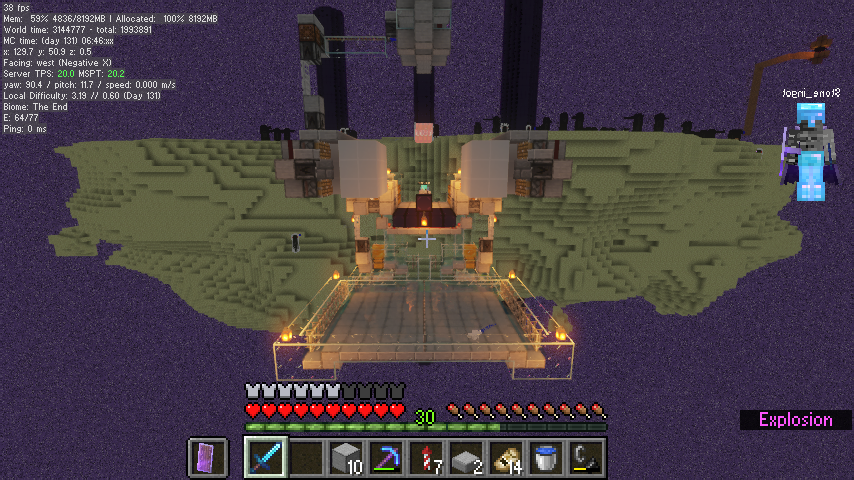 38 fps
Mem: 59% 4836/8192MB | Allocated: 100% 8192MB
World time: 3144777 - total: 1993891
MC time: (day 131) 06:46:xx
x: 129.7 y: 50.9 z: 0.5
Facing: west (Negative X)
Server TPS: 20.0 MSPT: 20.2
yaw: 90.4 / pitch: 11.7 / speed: 0.000 m/s
Local Difficulty: 3.19 // 0.60 (Day 131)
Biome: The End
E: 64/77
Ping: 0 ms
30
Explosion
10 7 2 14